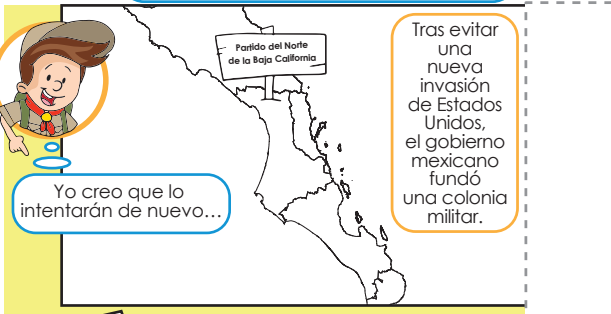 Partido del Norte
de la Baja California
Tras evitar
una
nueva
invasión
de Estados
Unidos,
el gobierno
mexicano
fundó
una colonia
militar.
Yo creo que lo
intentarán de nuevo...